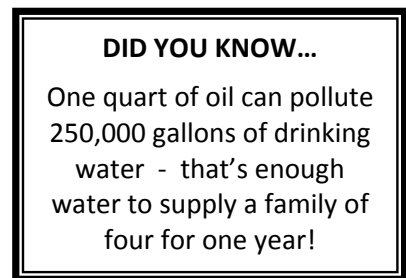 DID YOU KNOW…
One quart of oil can pollute
250,000 gallons of drinking
water - that’s enough
water to supply a family of
four for one year!